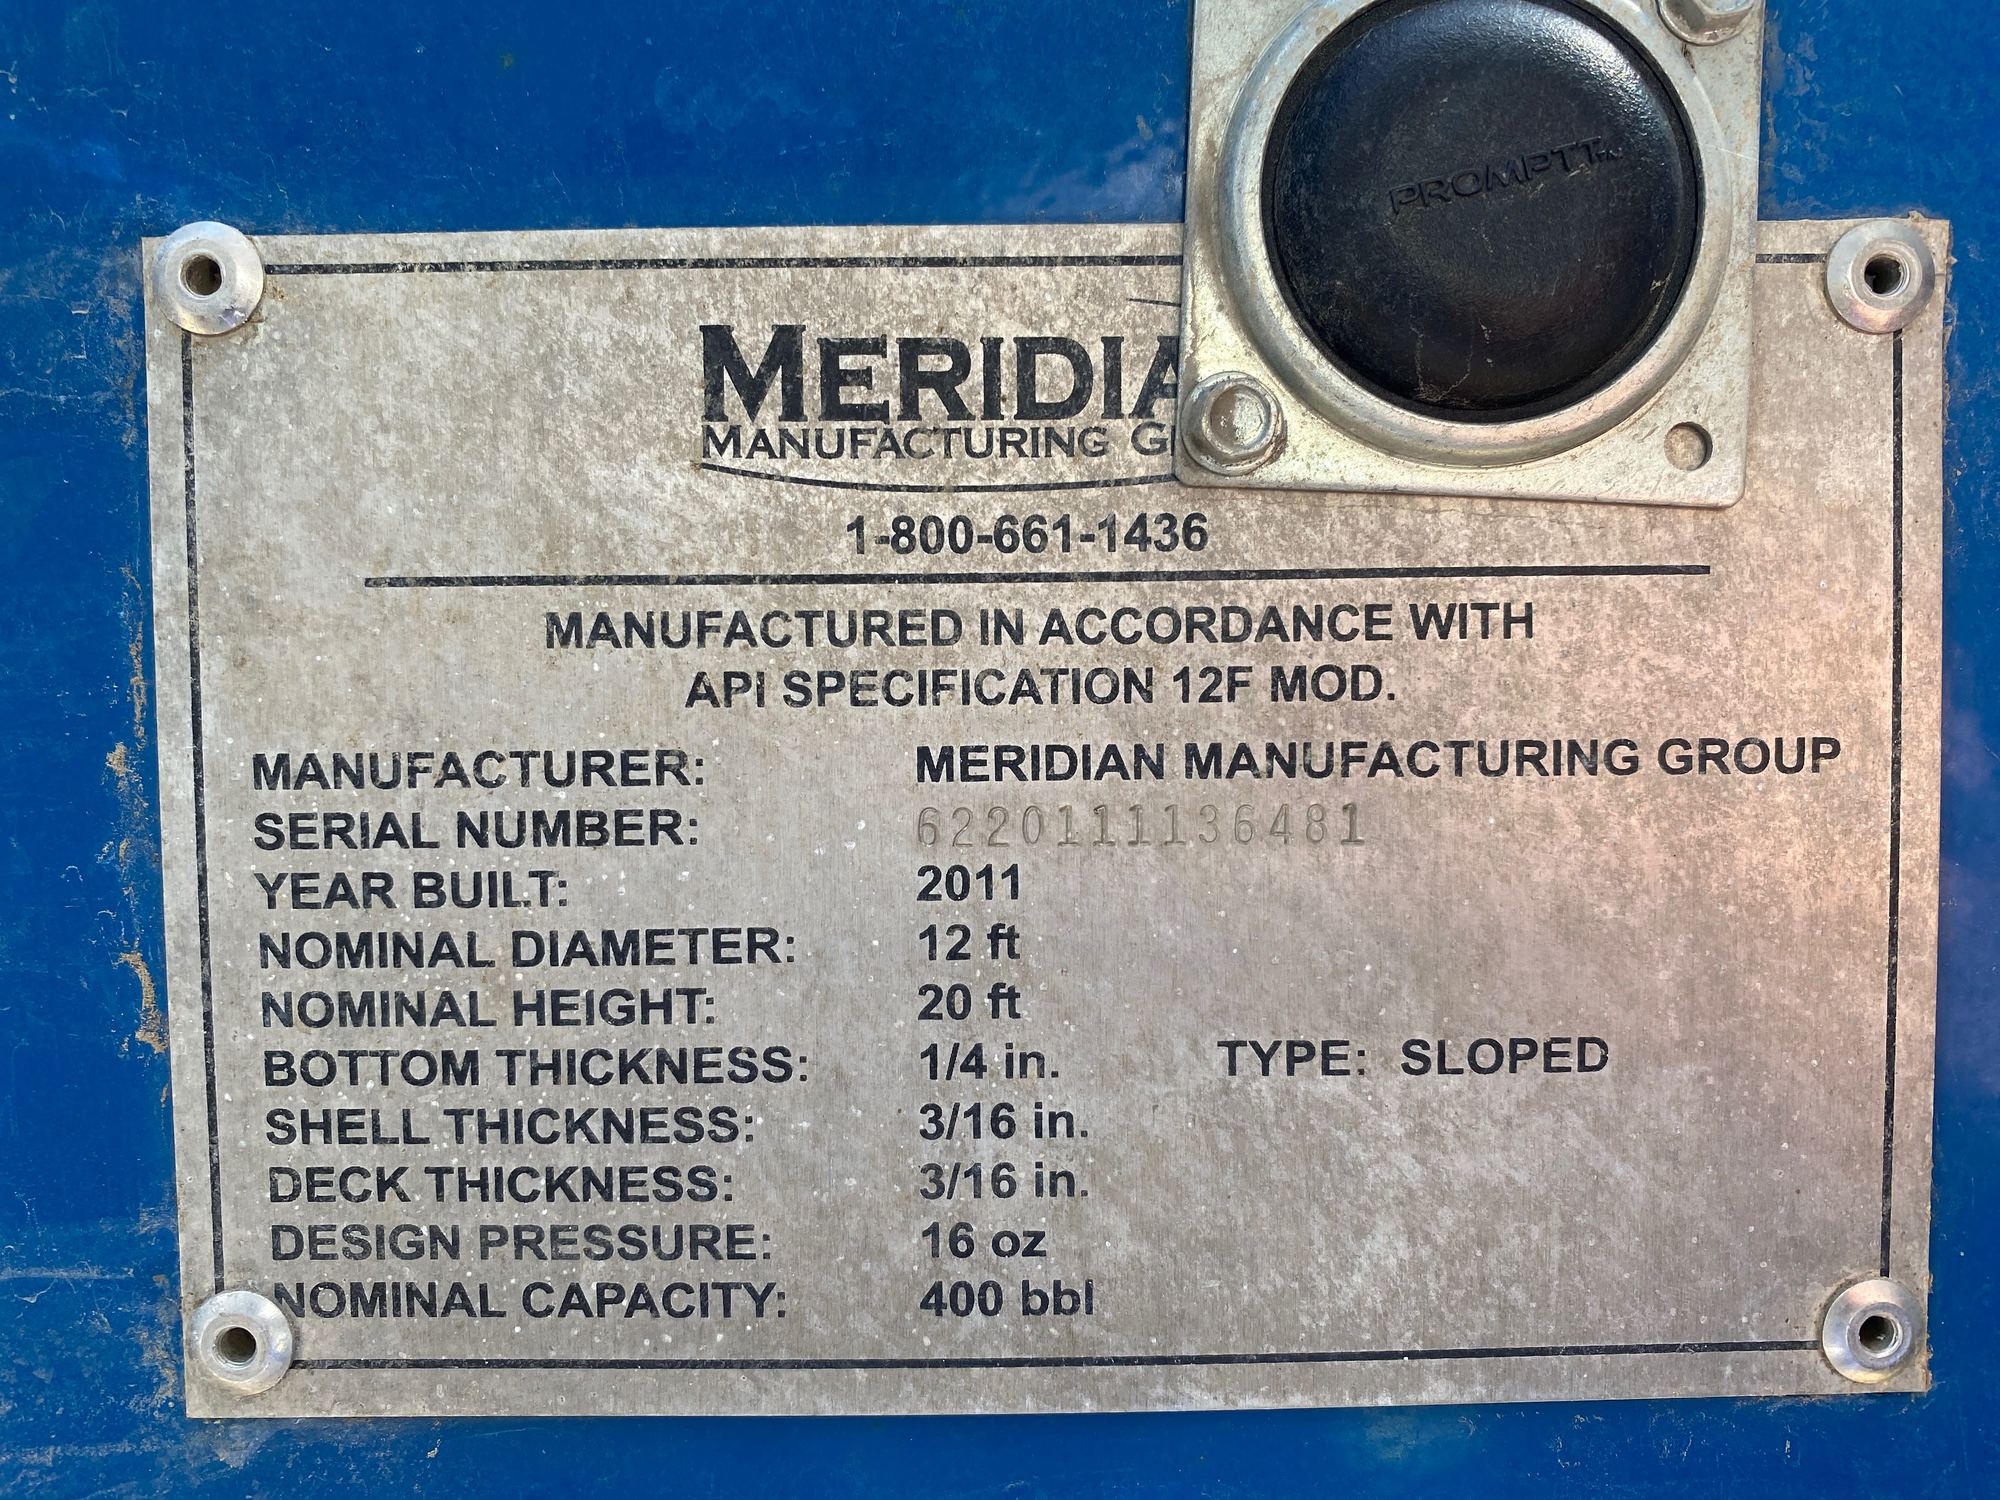 PROMPTT™
MERIDIA
MANUFACTURING G
1-800-661-1436
MANUFACTURED IN ACCORDANCE WITH
API SPECIFICATION 12F MOD.
MANUFACTURER: MERIDIAN MANUFACTURING GROUP
SERIAL NUMBER: 6220111136481
YEAR BUILT: 2011
NOMINAL DIAMETER: 12 ft
NOMINAL HEIGHT: 20 ft
BOTTOM THICKNESS: 1/4 in. TYPE: SLOPED
SHELL THICKNESS: 3/16 in.
DECK THICKNESS: 3/16 in.
DESIGN PRESSURE: 16 oz
NOMINAL CAPACITY: 400 bbl